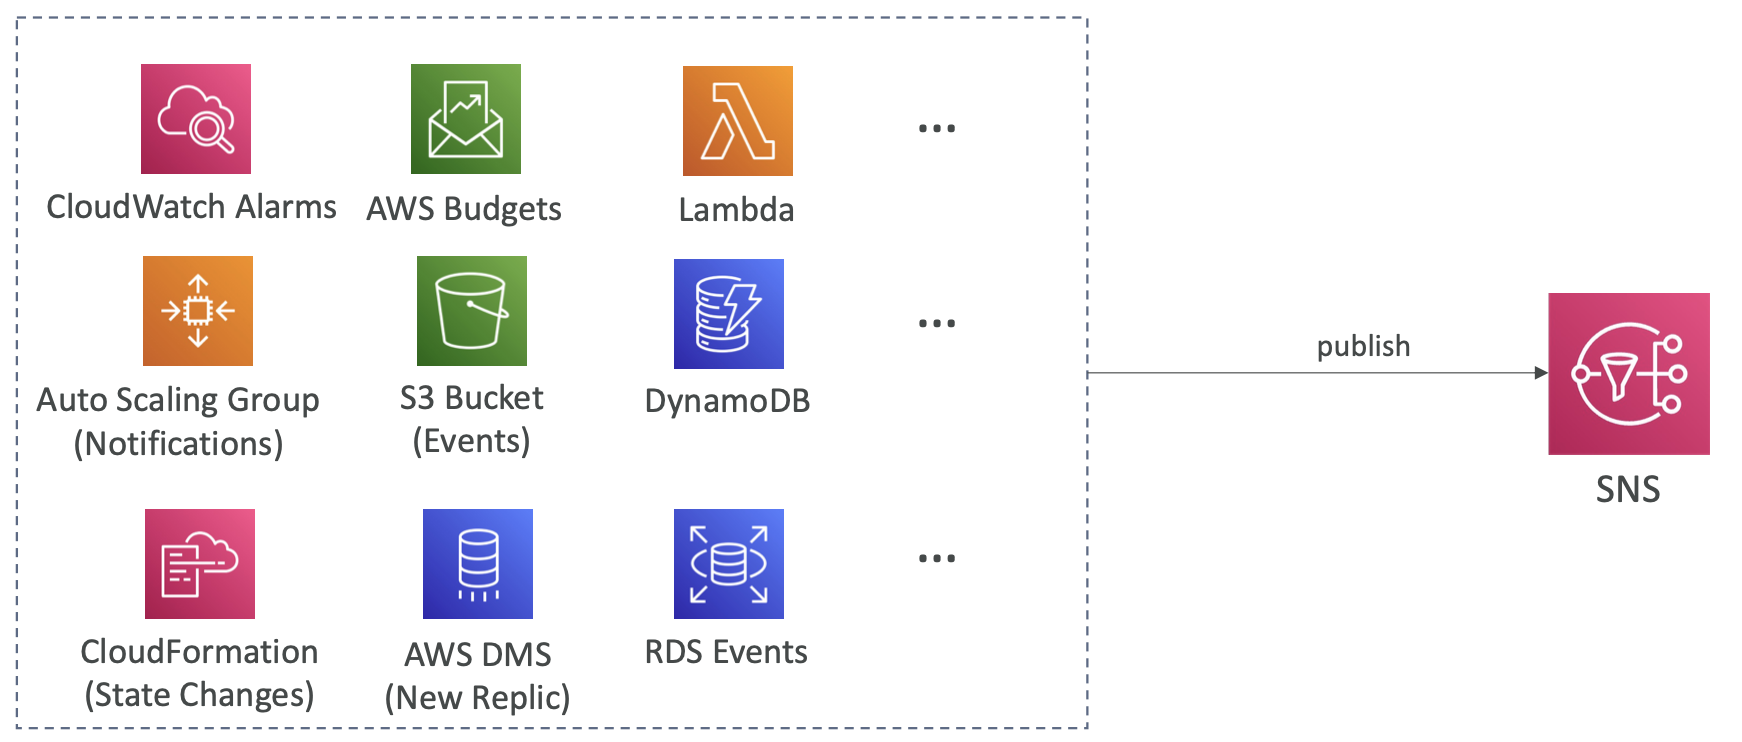 CloudWatch Alarms
AWS Budgets
Lambda
...
Auto Scaling Group
(Notifications)
S3 Bucket
(Events)
DynamoDB
...
CloudFormation
(State Changes)
AWS DMS
(New Replic)
RDS Events
...
publish
SNS